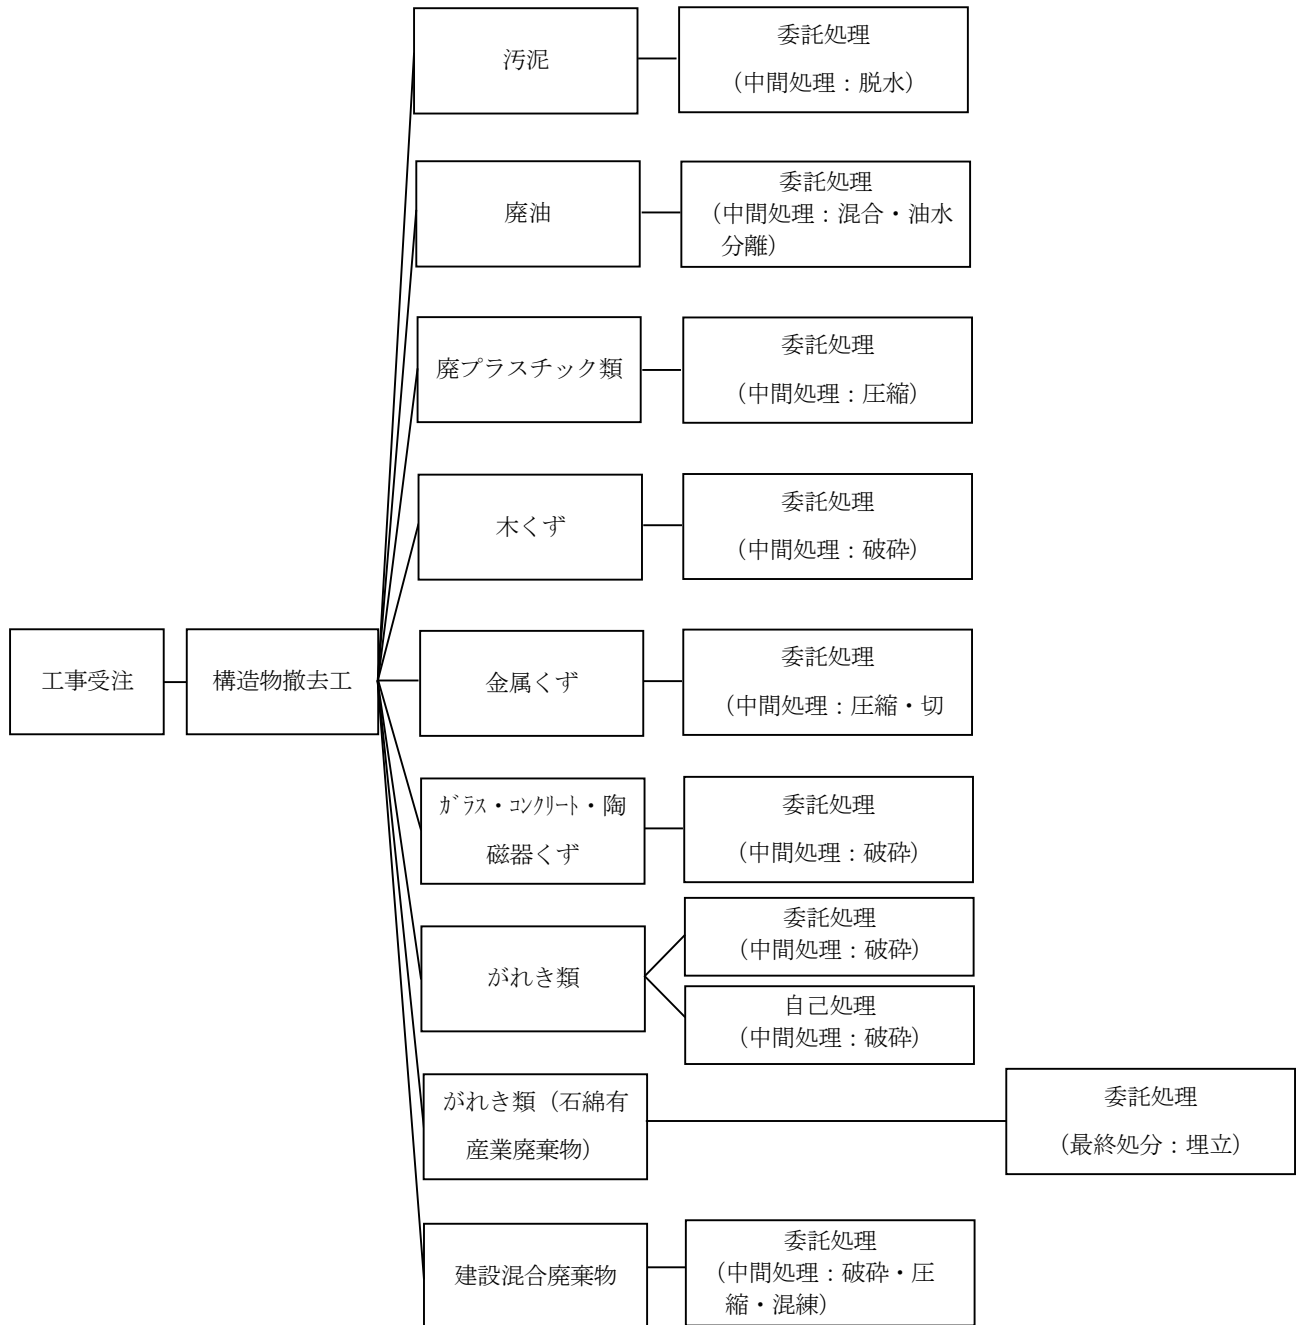 汚泥
委託処理
（中間処理：脱水）
廃油
委託処理
（中間処理：混合・油水
分離）
廃プラスチック類
委託処理
（中間処理：圧縮）
木くず
委託処理
（中間処理：破砕）
工事受注
構造物撤去工
金属くず
委託処理
（中間処理：圧縮・切
ｶﾞﾗｽ・ｺﾝｸﾘｰﾄ・陶
磁器くず
委託処理
（中間処理：破砕）
がれき類
委託処理
（中間処理：破砕）
自己処理
（中間処理：破砕）
がれき類（石綿有
産業廃棄物）
委託処理
（最終処分：埋立）
建設混合廃棄物
委託処理
（中間処理：破砕・圧
縮・混練）